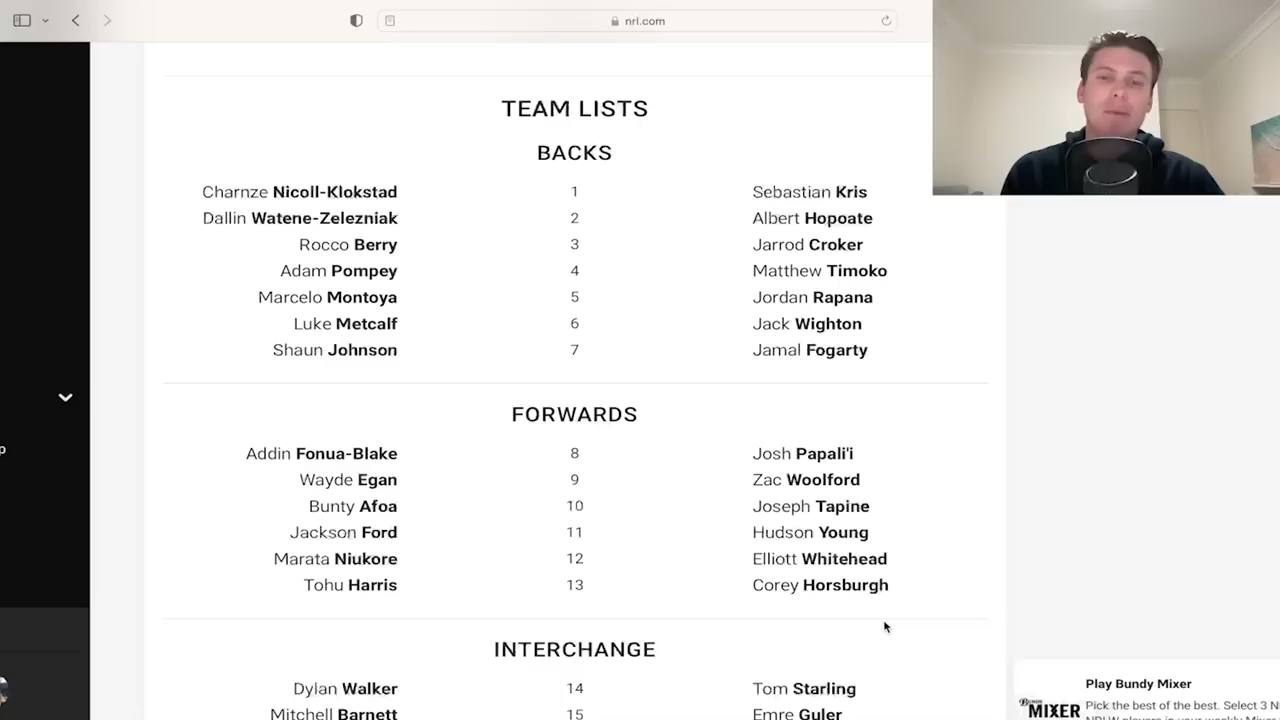 nrl.com
TEAM LISTS
BACKS
Charnze Nicoll-Klokstad 1 Sebastian Kris
Dallin Watene-Zelezniak 2 Albert Hopoate
Rocco Berry 3 Jarrod Croker
Adam Pompey 4 Matthew Timoko
Marcelo Montoya 5 Jordan Rapana
Luke Metcalf 6 Jack Wighton
Shaun Johnson 7 Jamal Fogarty
FORWARDS
Addin Fonua-Blake 8 Josh Papali'i
Wayde Egan 9 Zac Woolford
Bunty Afoa 10 Joseph Tapine
Jackson Ford 11 Hudson Young
Marata Niukore 12 Elliott Whitehead
Tohu Harris 13 Corey Horsburgh
INTERCHANGE
Dylan Walker 14 Tom Starling
Mitchell Barnett 15 Emre Guler
p
Play Bundy Mixer
Pick the best of the best. Select 3 N
BUNDY
MIXER